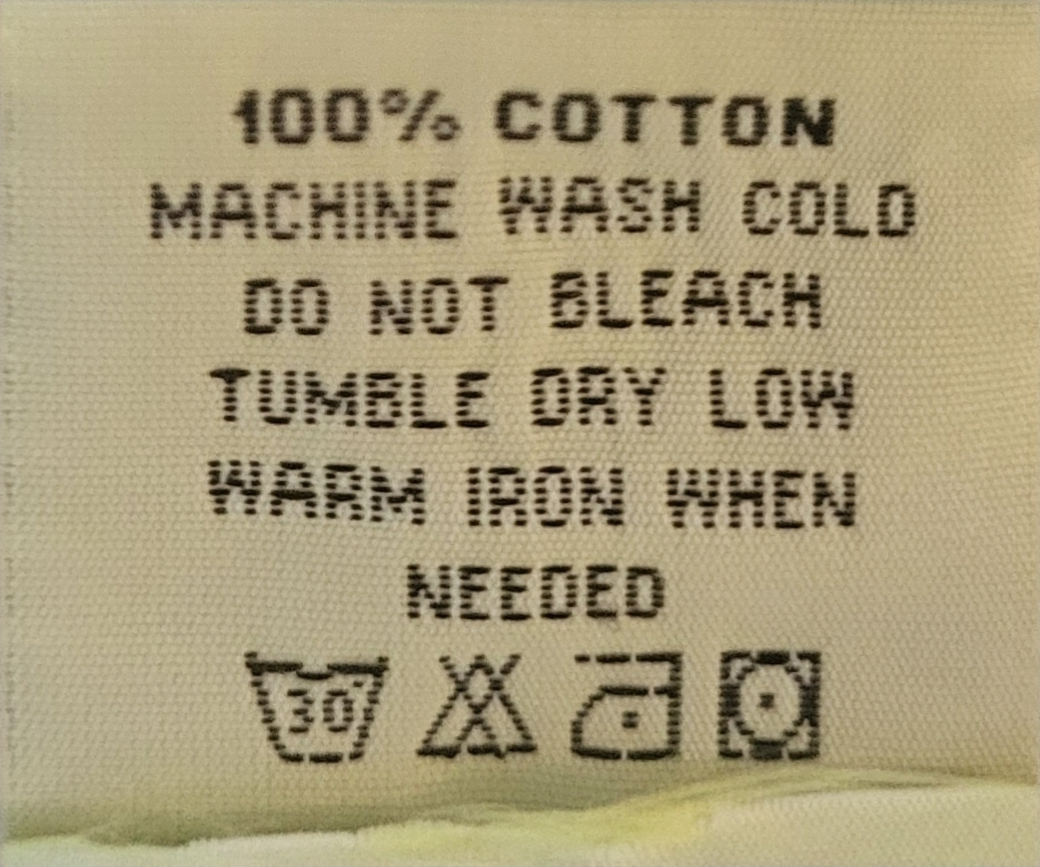 100% COTTON
MACHINE WASH COLD
DO NOT BLEACH
TUMBLE DRY LOW
WARM IRON WHEN
NEEDED
30°